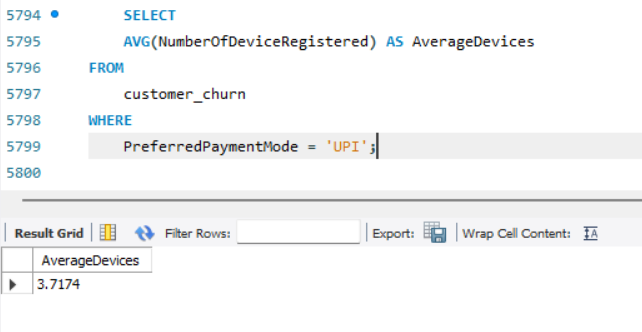 5794 SELECT
5795 AVG(NumberOfDeviceRegistered) AS AverageDevices
5796 FROM
5797 customer_churn
5798 WHERE
5799 PreferredPaymentMode = 'UPI';
5800
Result Grid Filter Rows: Export: Wrap Cell Content: IA
AverageDevices
3.7174